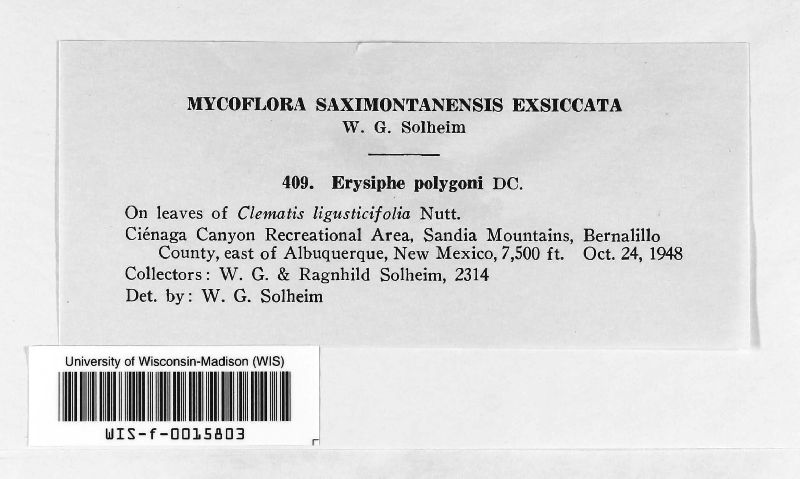 MYCOFLORA SAXIMONTANENSIS EXSICCATA
W. G. Solheim
409. Erysiphe polygoni DC.
On leaves of Clematis ligusticifolia Nutt.
Ciénaga Canyon Recreational Area, Sandia Mountains, Bernalillo
County, east of Albuquerque, New Mexico, 7,500 ft. Oct. 24, 1948
Collectors: W. G. & Ragnhild Solheim, 2314
Det. by: W. G. Solheim
University of Wisconsin-Madison (WIS)
WIS-f-0015803